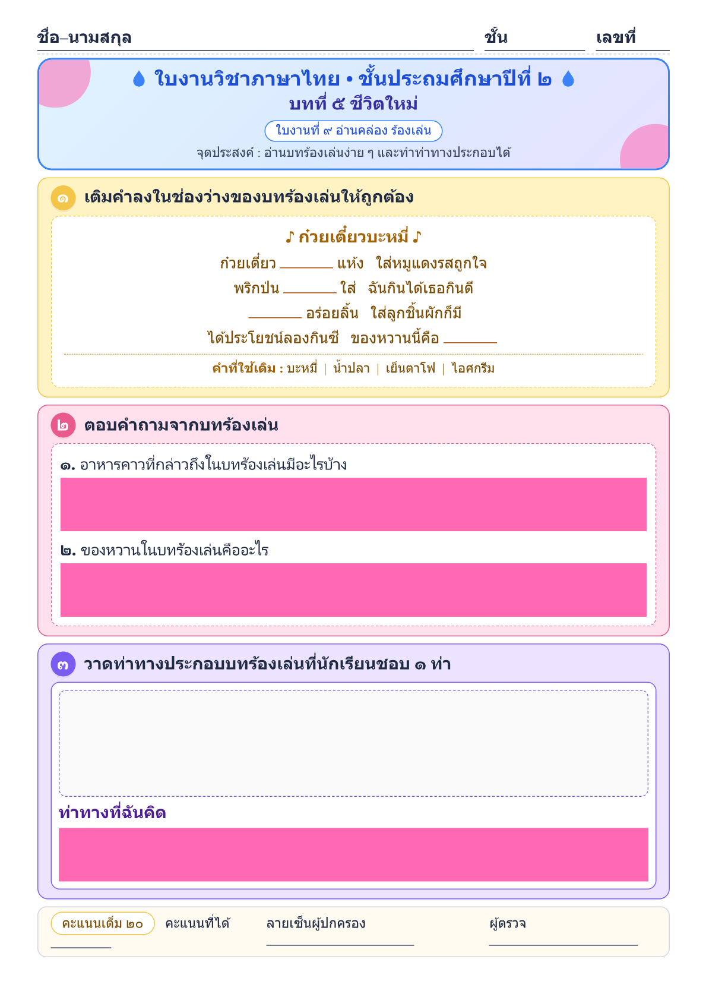 ชื่อ–นามสกุล ชั้น เลขที่
ใบงานวิชาภาษาไทย • ชั้นประถมศึกษาปีที่ ๒
บทที่ ๕ ชีวิตใหม่
ใบงานที่ ๙ อ่านคล่อง ร้องเล่น
จุดประสงค์ : อ่านบทร้องเล่นง่าย ๆ และทำท่าทางประกอบได้
๑ เติมคำลงในช่องว่างของบทร้องเล่นให้ถูกต้อง
♪ ก๋วยเตี๋ยวบะหมี่ ♪
ก๋วยเตี๋ยว ________ แห้ง ใส่หมูแดงรสถูกใจ
พริกป่น ________ ใส่ ฉันกินได้เธอกินดี
________ อร่อยลิ้น ใส่ลูกชิ้นผักก็มี
ได้ประโยชน์ลองกินซี ของหวานนี้คือ ________
คำที่ใช้เติม : บะหมี่ | น้ำปลา | เย็นตาโฟ | ไอศกรีม
๒ ตอบคำถามจากบทร้องเล่น
๑. อาหารคาวที่กล่าวถึงในบทร้องเล่นมีอะไรบ้าง
๒. ของหวานในบทร้องเล่นคืออะไร
๓ วาดท่าทางประกอบบทร้องเล่นที่นักเรียนชอบ ๑ ท่า
ท่าทางที่ฉันคิด
คะแนนเต็ม ๒๐ คะแนนที่ได้ ลายเซ็นผู้ปกครอง ผู้ตรวจ